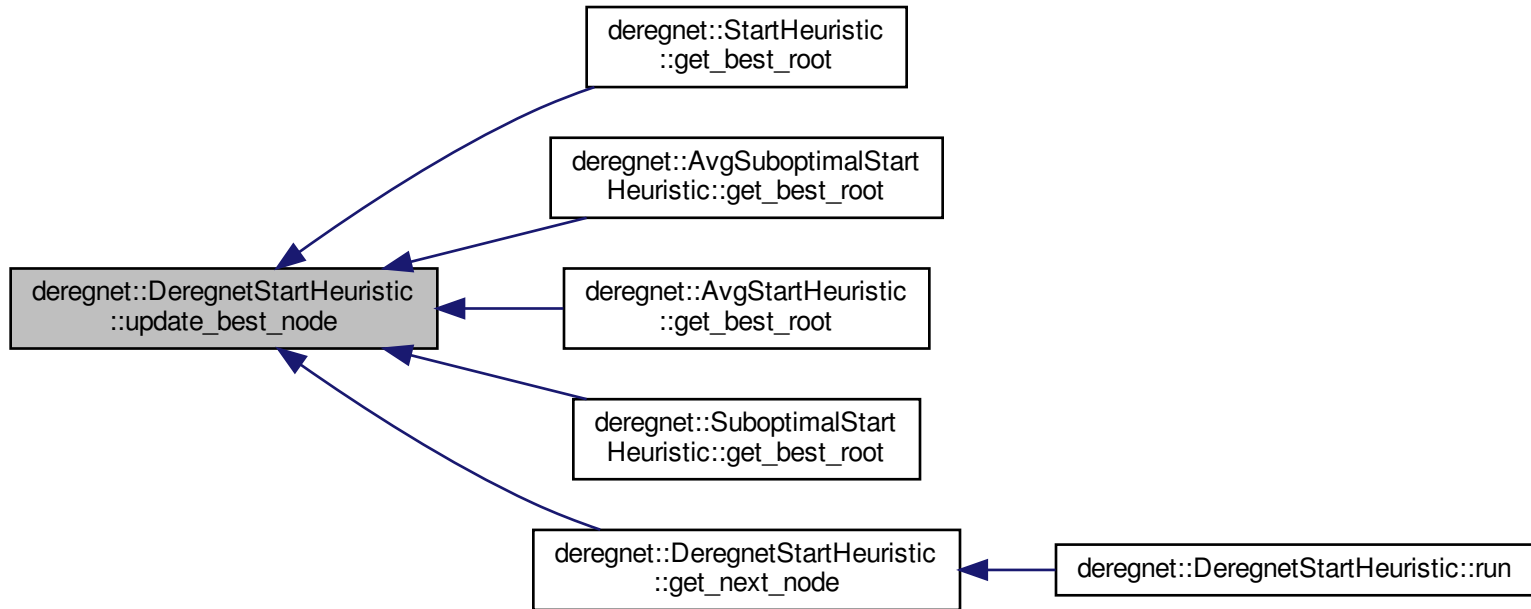 deregnet::StartHeuristic
::get_best_root
deregnet::AvgSuboptimalStart
Heuristic::get_best_root
deregnet::DeregnetStartHeuristic
::update_best_node
deregnet::AvgStartHeuristic
::get_best_root
deregnet::SuboptimalStart
Heuristic::get_best_root
deregnet::DeregnetStartHeuristic
::get_next_node
deregnet::DeregnetStartHeuristic::run